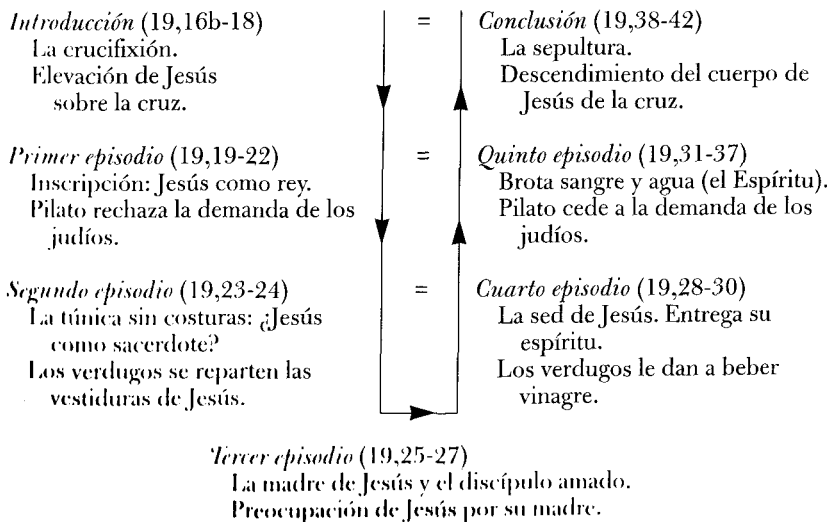 Introducción (19,16b-18)
La crucifixión.
Elevación de Jesús
sobre la cruz.
=
Conclusión (19,38-42)
La sepultura.
Descendimiento del cuerpo de
Jesús de la cruz.
Primer episodio (19,19-22)
Inscripción: Jesús como rey.
Pilato rechaza la demanda de los
judíos.
=
Quinto episodio (19,31-37)
Brota sangre y agua (el Espíritu).
Pilato cede a la demanda de los
judíos.
Segundo episodio (19,23-24)
La túnica sin costuras: ¿Jesús
como sacerdote?
Los verdugos se reparten las
vestiduras de Jesús.
=
Cuarto episodio (19,28-30)
La sed de Jesús. Entrega su
espíritu.
Los verdugos le dan a beber
vinagre.
Tercer episodio (19,25-27)
La madre de Jesús y el discípulo amado.
Preocupación de Jesús por su madre.